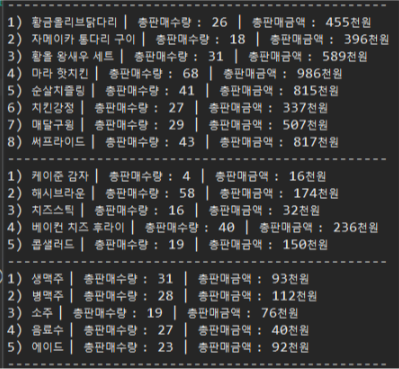 --------------------------------------------------
1) 황금올리브닭다리 | 총판매수량 : 26 | 총판매금액 : 455천원
2) 자메이카 통다리 구이 | 총판매수량 : 18 | 총판매금액 : 396천원
3) 황올 왕새우 세트 | 총판매수량 : 31 | 총판매금액 : 589천원
4) 마라 핫치킨 | 총판매수량 : 68 | 총판매금액 : 986천원
5) 순살치즐링 | 총판매수량 : 41 | 총판매금액 : 815천원
6) 치킨강정 | 총판매수량 : 27 | 총판매금액 : 337천원
7) 매달구윙 | 총판매수량 : 29 | 총판매금액 : 507천원
8) 써프라이드 | 총판매수량 : 43 | 총판매금액 : 817천원
--------------------------------------------------
1) 케이준 감자 | 총판매수량 : 4 | 총판매금액 : 16천원
2) 해시브라운 | 총판매수량 : 58 | 총판매금액 : 174천원
3) 치즈스틱 | 총판매수량 : 16 | 총판매금액 : 32천원
4) 베이컨 치즈 후라이 | 총판매수량 : 40 | 총판매금액 : 236천원
5) 콥샐러드 | 총판매수량 : 19 | 총판매금액 : 150천원
--------------------------------------------------
1) 생맥주 | 총판매수량 : 31 | 총판매금액 : 93천원
2) 병맥주 | 총판매수량 : 28 | 총판매금액 : 112천원
3) 소주 | 총판매수량 : 19 | 총판매금액 : 76천원
4) 음료수 | 총판매수량 : 27 | 총판매금액 : 40천원
5) 에이드 | 총판매수량 : 23 | 총판매금액 : 92천원
--------------------------------------------------